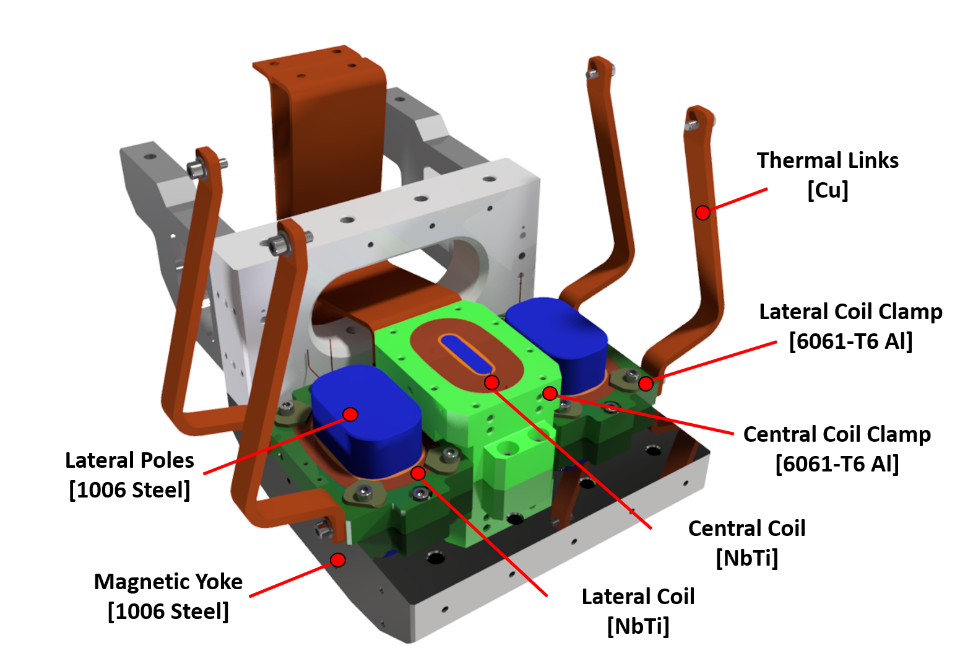 Thermal Links
[Cu]
Lateral Coil Clamp
[6061-T6 Al]
Central Coil Clamp
[6061-T6 Al]
Lateral Poles
[1006 Steel]
Central Coil
[NbTi]
Magnetic Yoke
[1006 Steel]
Lateral Coil
[NbTi]